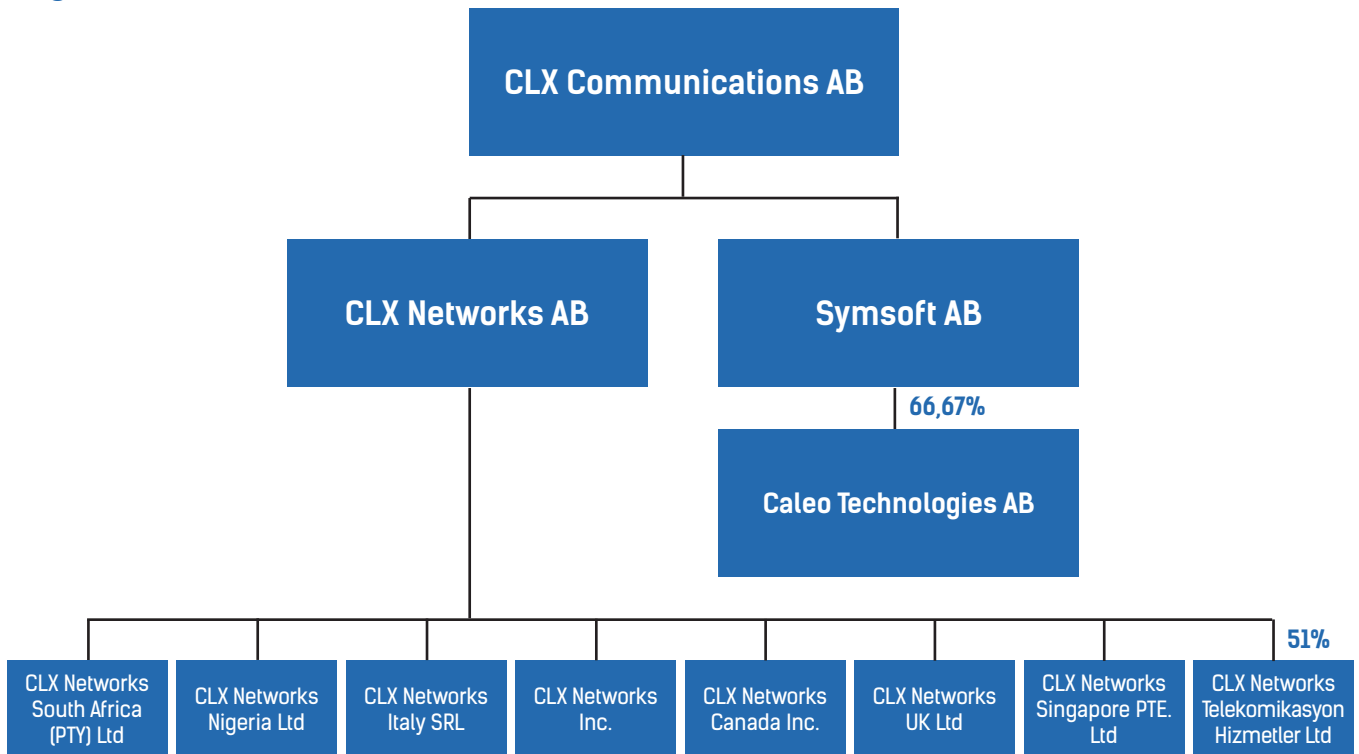 CLX Communications AB
CLX Networks AB
Symsoft AB
66,67%
Caleo Technologies AB
51%
CLX Networks
South Africa
(PTY) Ltd
CLX Networks
Nigeria Ltd
CLX Networks
Italy SRL
CLX Networks
Inc.
CLX Networks
Canada Inc.
CLX Networks
UK Ltd
CLX Networks
Singapore PTE.
Ltd
CLX Networks
Telekomikasyon
Hizmetler Ltd